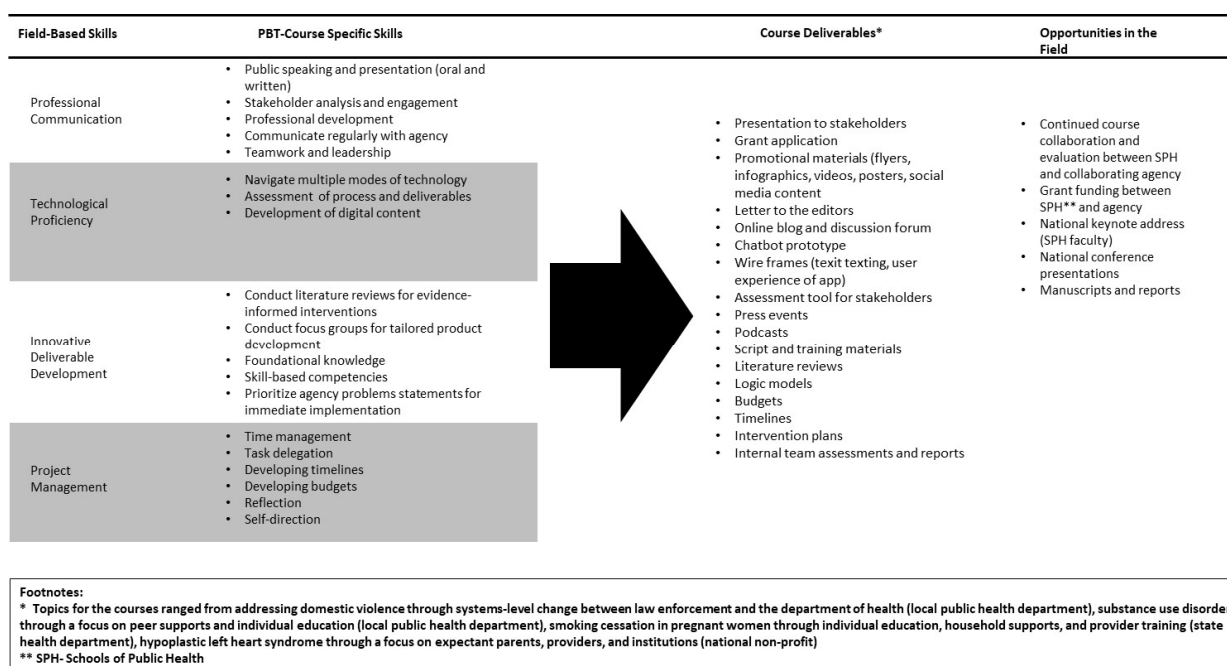 Field-Based Skills
PBT-Course Specific Skills
Course Deliverables*
Opportunities in the
Field
Professional
Communication
• Public speaking and presentation (oral and
written)
• Stakeholder analysis and engagement
• Professional development
• Communicate regularly with agency
• Teamwork and leadership
Technological
Proficiency
• Navigate multiple modes of technology
• Assessment of process and deliverables
• Development of digital content
Innovative
Deliverable
Development
• Conduct literature reviews for evidence-
informed interventions
• Conduct focus groups for tailored product
development
• Foundational knowledge
• Skill-based competencies
• Prioritize agency problems statements for
immediate implementation
Project
Management
• Time management
• Task delegation
• Developing timelines
• Developing budgets
• Reflection
• Self-direction
• Presentation to stakeholders
• Grant application
• Promotional materials (flyers,
infographics, videos, posters, social
media content
• Letter to the editors
• Online blog and discussion forum
• Chatbot prototype
• Wire frames (texit texting, user
experience of app)
• Assessment tool for stakeholders
• Press events
• Podcasts
• Script and training materials
• Literature reviews
• Logic models
• Budgets
• Timelines
• Intervention plans
• Internal team assessments and reports
• Continued course
collaboration and
evaluation between SPH
and collaborating agency
• Grant funding between
SPH** and agency
• National keynote address
(SPH faculty)
• National conference
presentations
• Manuscripts and reports
Footnotes:
* Topics for the courses ranged from addressing domestic violence through systems-level change between law enforcement and the department of health (local public health department), substance use disorder
through a focus on peer supports and individual education (local public health department), smoking cessation in pregnant women through individual education, household supports, and provider training (state
health department), hypoplastic left heart syndrome through a focus on expectant parents, providers, and institutions (national non-profit)
** SPH- Schools of Public Health